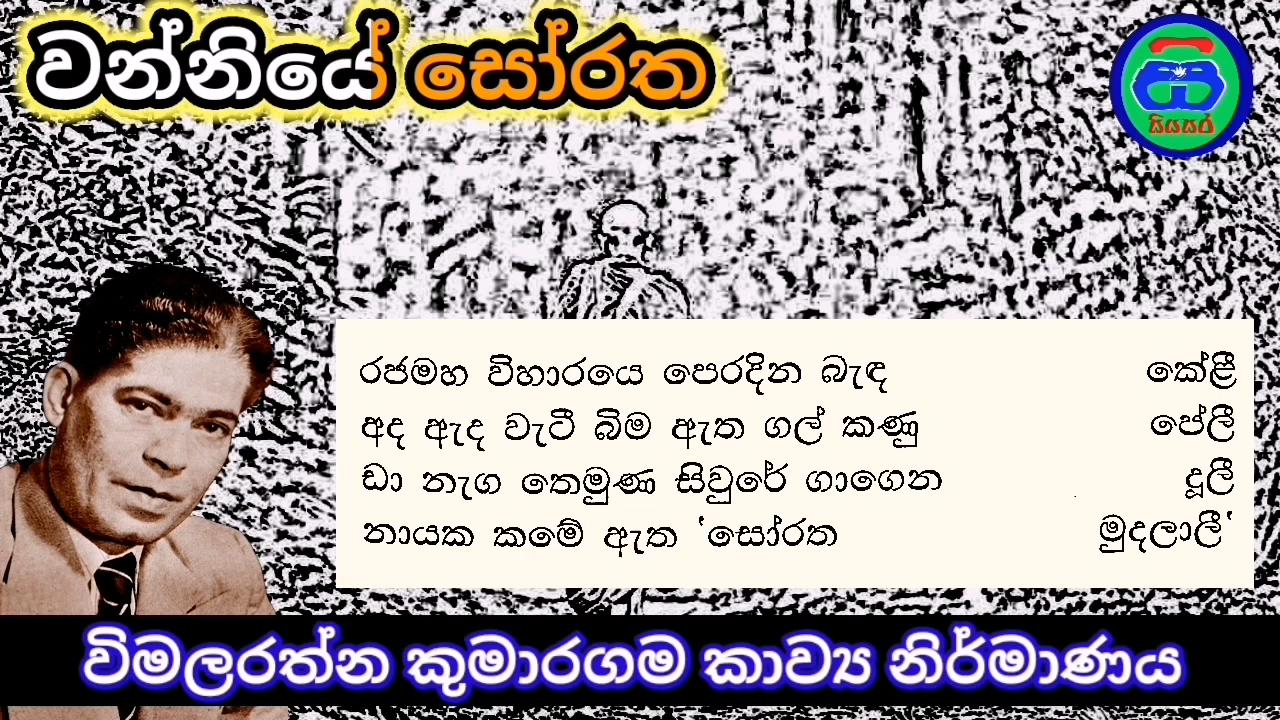 වන්නියේ සෝරත
සියසර
රජමහ විහාරයෙ පෙරදින බැඳ කේළී
අද ඇද වැටී බිම ඇත ගල් කණු පේලී
ඩා නැග තෙමුණ සිවුරේ ගාගෙන දූලී
නායක කමේ ඇත ‘සෝරත මුදලාලී‘
විමලරත්න කුමාරගම කාව්‍ය නිර්මාණය